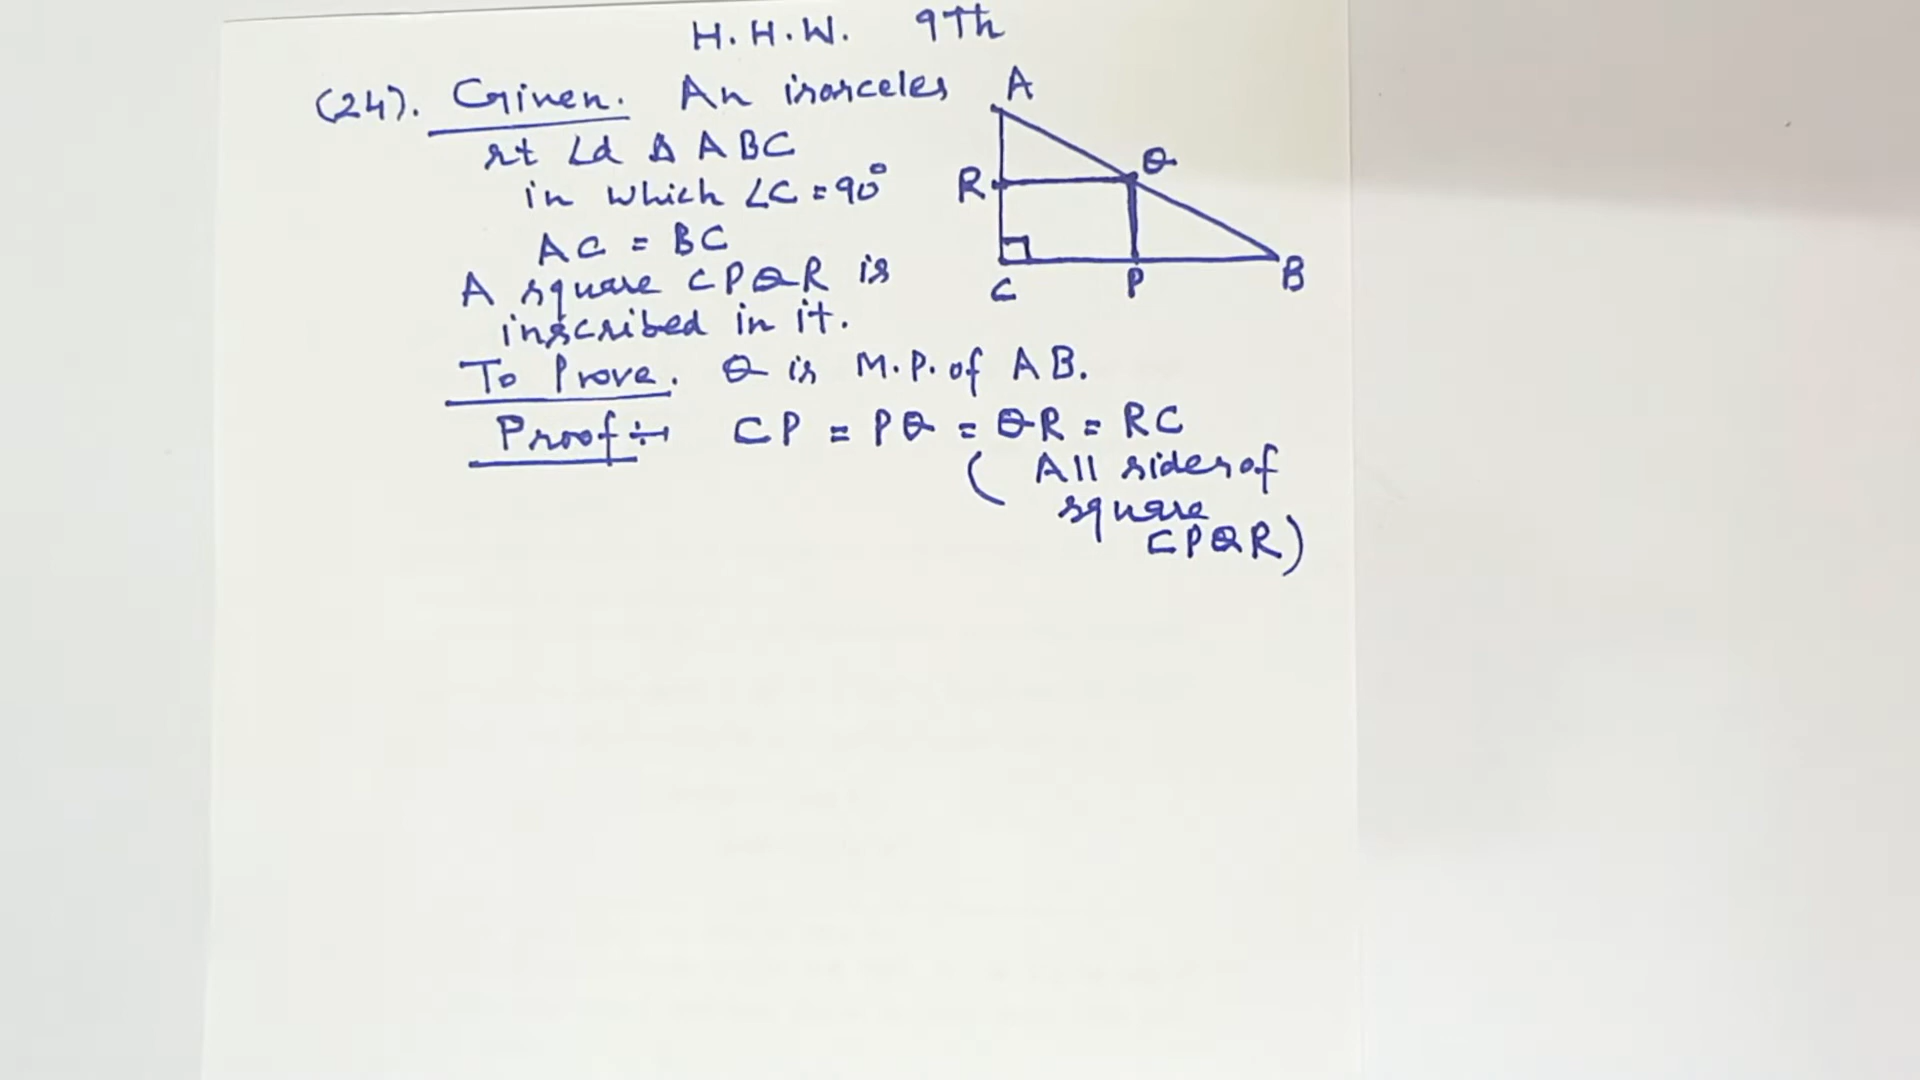 H.H.W. 9Th
(24). Given. An isosceles
rt ∠d Δ ABC
in which ∠C = 90°
AC = BC
A square CPQR is
inscribed in it.
A
R
Q
C
P
B
To Prove. Q is M.P. of AB.
Proof :- CP = PQ = QR = RC
( All sides of
square
CPQR)